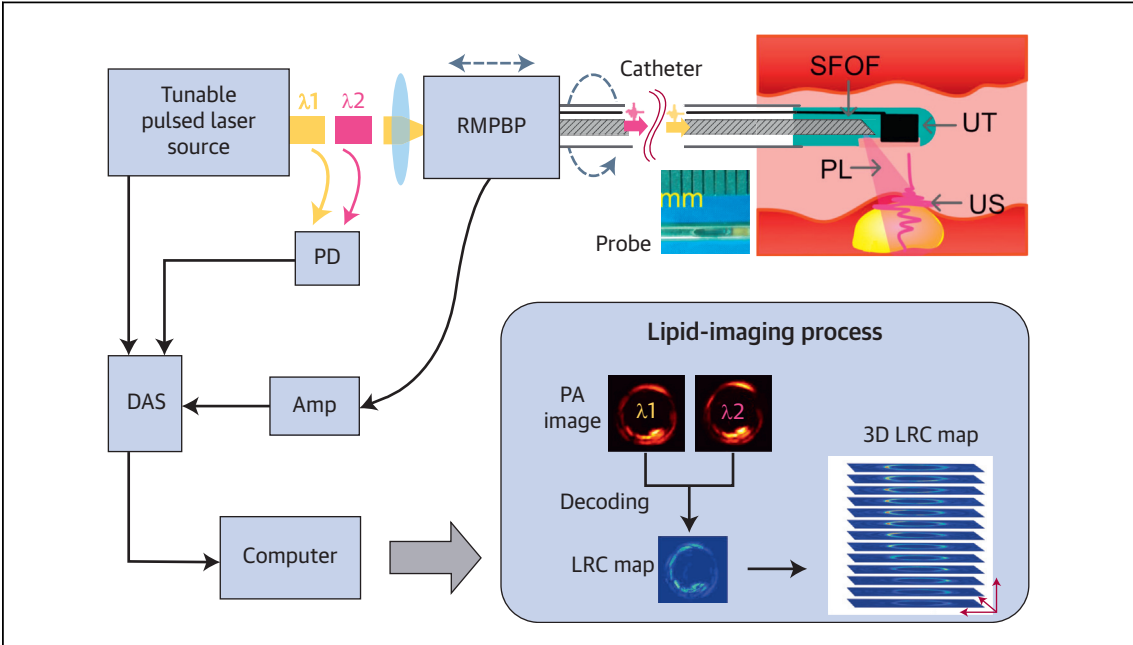 Tunable
pulsed laser
source
λ1
λ2
RMPBP
Catheter
SFOF
UT
PL
US
mm
Probe
PD
DAS
Amp
Computer
Lipid-imaging process
PA
image
λ1
λ2
Decoding
LRC map
3D LRC map